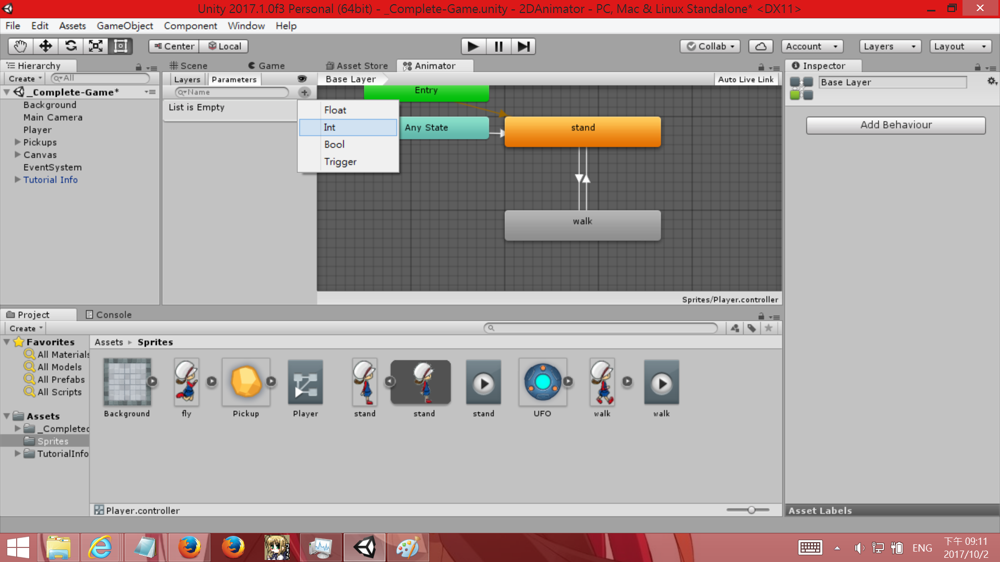 Unity 2017.1.0f3 Personal (64bit) - _Complete-Game.unity - 2DAnimator - PC, Mac & Linux Standalone* <DX11>
File Edit Assets GameObject Component Window Help
Center Local Collab Account Layers Layout
Hierarchy Scene Game Asset Store Animator Inspector
Create All Layers Parameters Base Layer Auto Live Link Base Layer
_Complete-Game* Name Entry
Background List is Empty Float
Main Camera Int Any State stand Add Behaviour
Player Bool
Pickups Trigger
Canvas
EventSystem
Tutorial Info
walk
Sprites/Player.controller
Project Console
Create
Favorites Assets Sprites
All Materials
All Models
All Prefabs
All Scripts
Background fly Pickup Player stand stand stand UFO walk walk
Assets
_Completed
Sprites
TutorialInfo
Player.controller Asset Labels
ENG 下午 09:11
2017/10/2